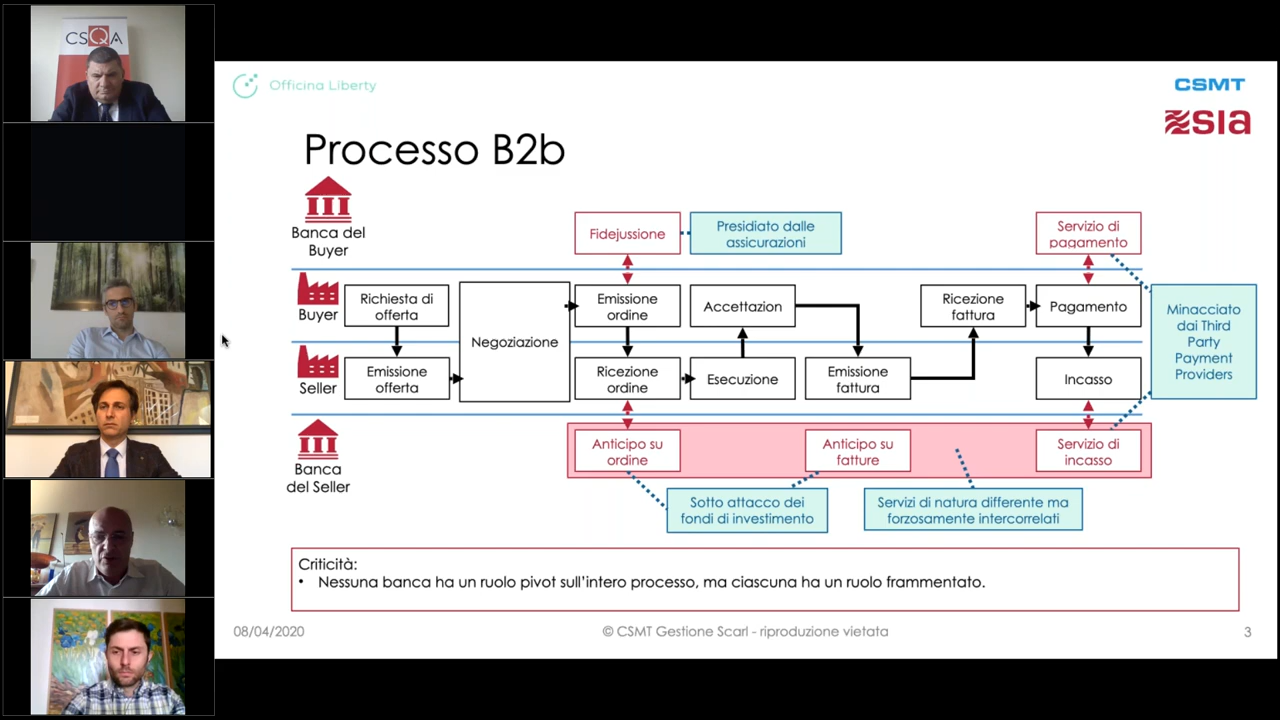 CSQA
Officina Liberty
CSMT
SIA
Processo B2b
Banca del
Buyer
Fidejussione
Presidiato dalle
assicurazioni
Servizio di
pagamento
Buyer
Richiesta di
offerta
Negoziazione
Emissione
ordine
Accettazion
Ricezione
fattura
Pagamento
Minacciato
dai Third
Party
Payment
Providers
Seller
Emissione
offerta
Ricezione
ordine
Esecuzione
Emissione
fattura
Incasso
Banca
del Seller
Anticipo su
ordine
Anticipo su
fatture
Servizio di
incasso
Sotto attacco dei
fondi di investimento
Servizi di natura differente ma
forzosamente intercorrelati
Criticità:
• Nessuna banca ha un ruolo pivot sull'intero processo, ma ciascuna ha un ruolo frammentato.
08/04/2020
© CSMT Gestione Scarl - riproduzione vietata
3